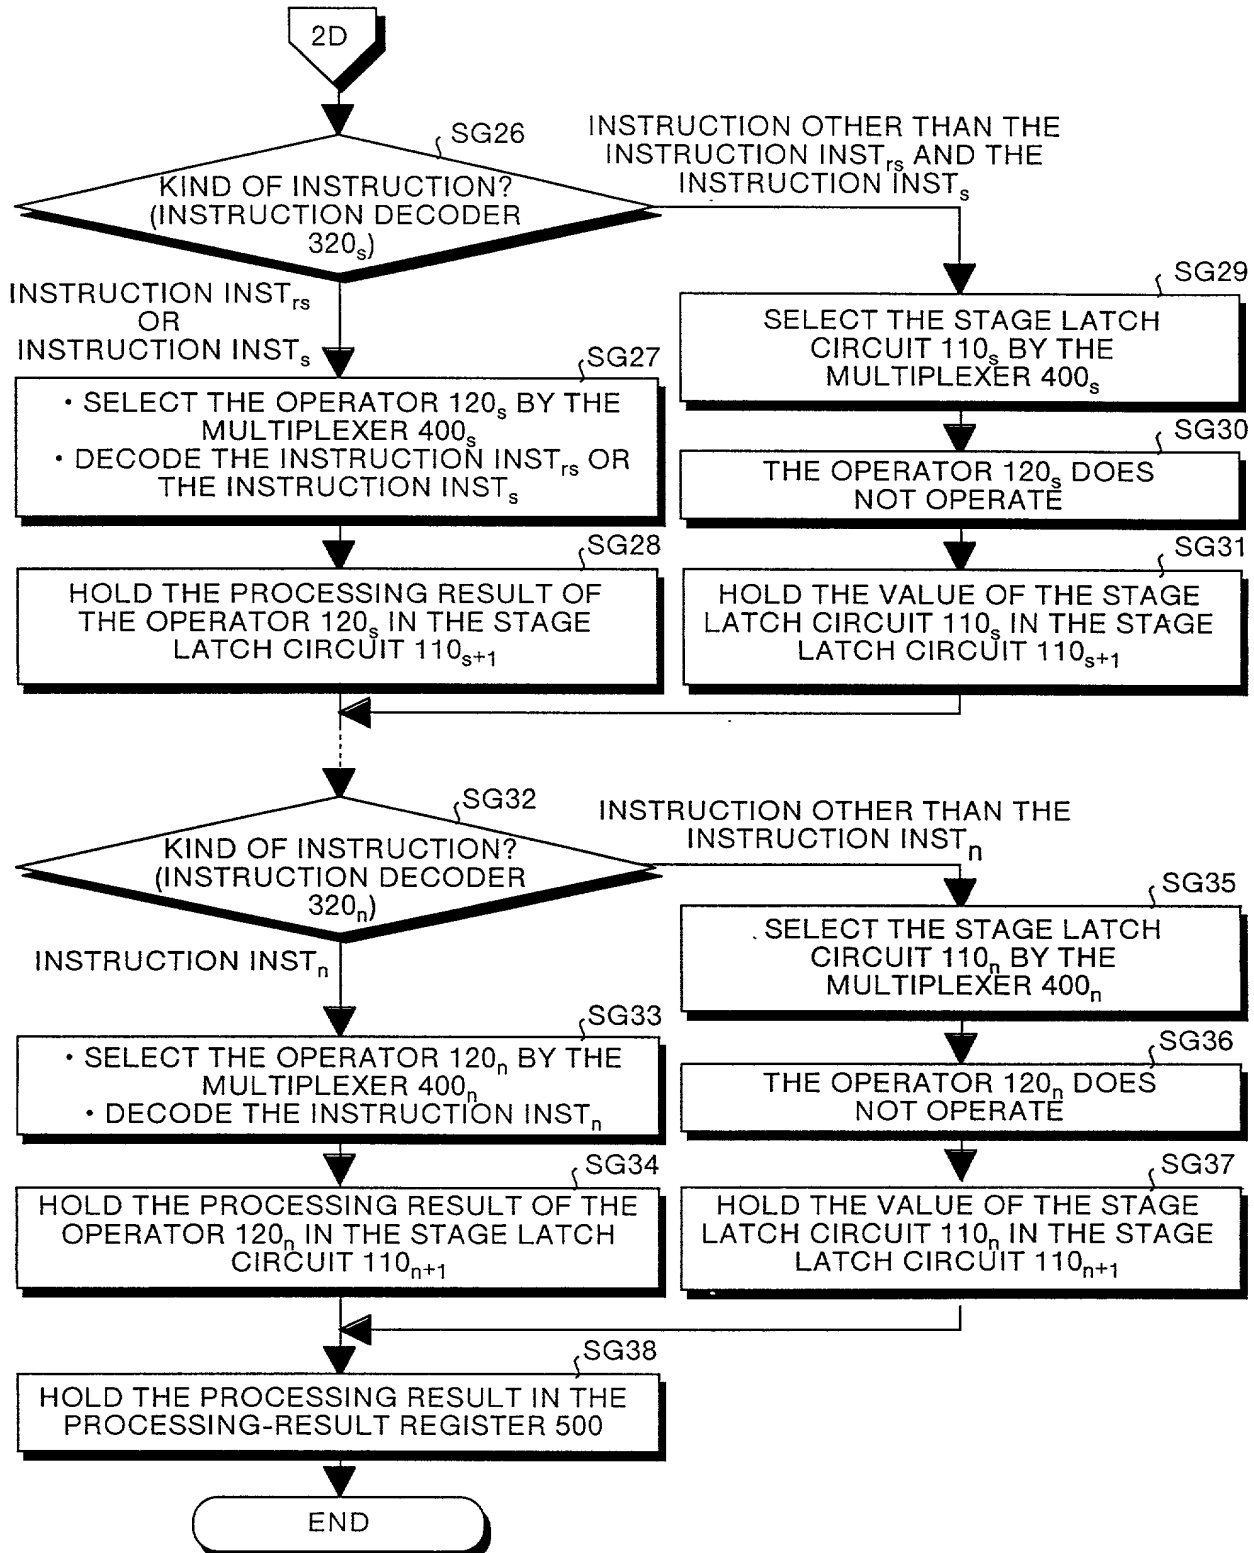 2D
SG26
KIND OF INSTRUCTION?
(INSTRUCTION DECODER
320s)
INSTRUCTION OTHER THAN THE
INSTRUCTION INSTrs AND THE
INSTRUCTION INSTs
INSTRUCTION INSTrs
OR
INSTRUCTION INSTs
SG27
• SELECT THE OPERATOR 120s BY THE
MULTIPLEXER 400s
• DECODE THE INSTRUCTION INSTrs OR
THE INSTRUCTION INSTs
SG28
HOLD THE PROCESSING RESULT OF
THE OPERATOR 120s IN THE STAGE
LATCH CIRCUIT 110s+1
SG29
SELECT THE STAGE LATCH
CIRCUIT 110s BY THE
MULTIPLEXER 400s
SG30
THE OPERATOR 120s DOES
NOT OPERATE
SG31
HOLD THE VALUE OF THE STAGE
LATCH CIRCUIT 110s IN THE STAGE
LATCH CIRCUIT 110s+1
SG32
KIND OF INSTRUCTION?
(INSTRUCTION DECODER
320n)
INSTRUCTION OTHER THAN THE
INSTRUCTION INSTn
INSTRUCTION INSTn
SG33
• SELECT THE OPERATOR 120n BY THE
MULTIPLEXER 400n
• DECODE THE INSTRUCTION INSTn
SG34
HOLD THE PROCESSING RESULT OF THE
OPERATOR 120n IN THE STAGE LATCH
CIRCUIT 110n+1
SG35
SELECT THE STAGE LATCH
CIRCUIT 110n BY THE
MULTIPLEXER 400n
SG36
THE OPERATOR 120n DOES
NOT OPERATE
SG37
HOLD THE VALUE OF THE STAGE
LATCH CIRCUIT 110n IN THE STAGE
LATCH CIRCUIT 110n+1
SG38
HOLD THE PROCESSING RESULT IN THE
PROCESSING-RESULT REGISTER 500
END